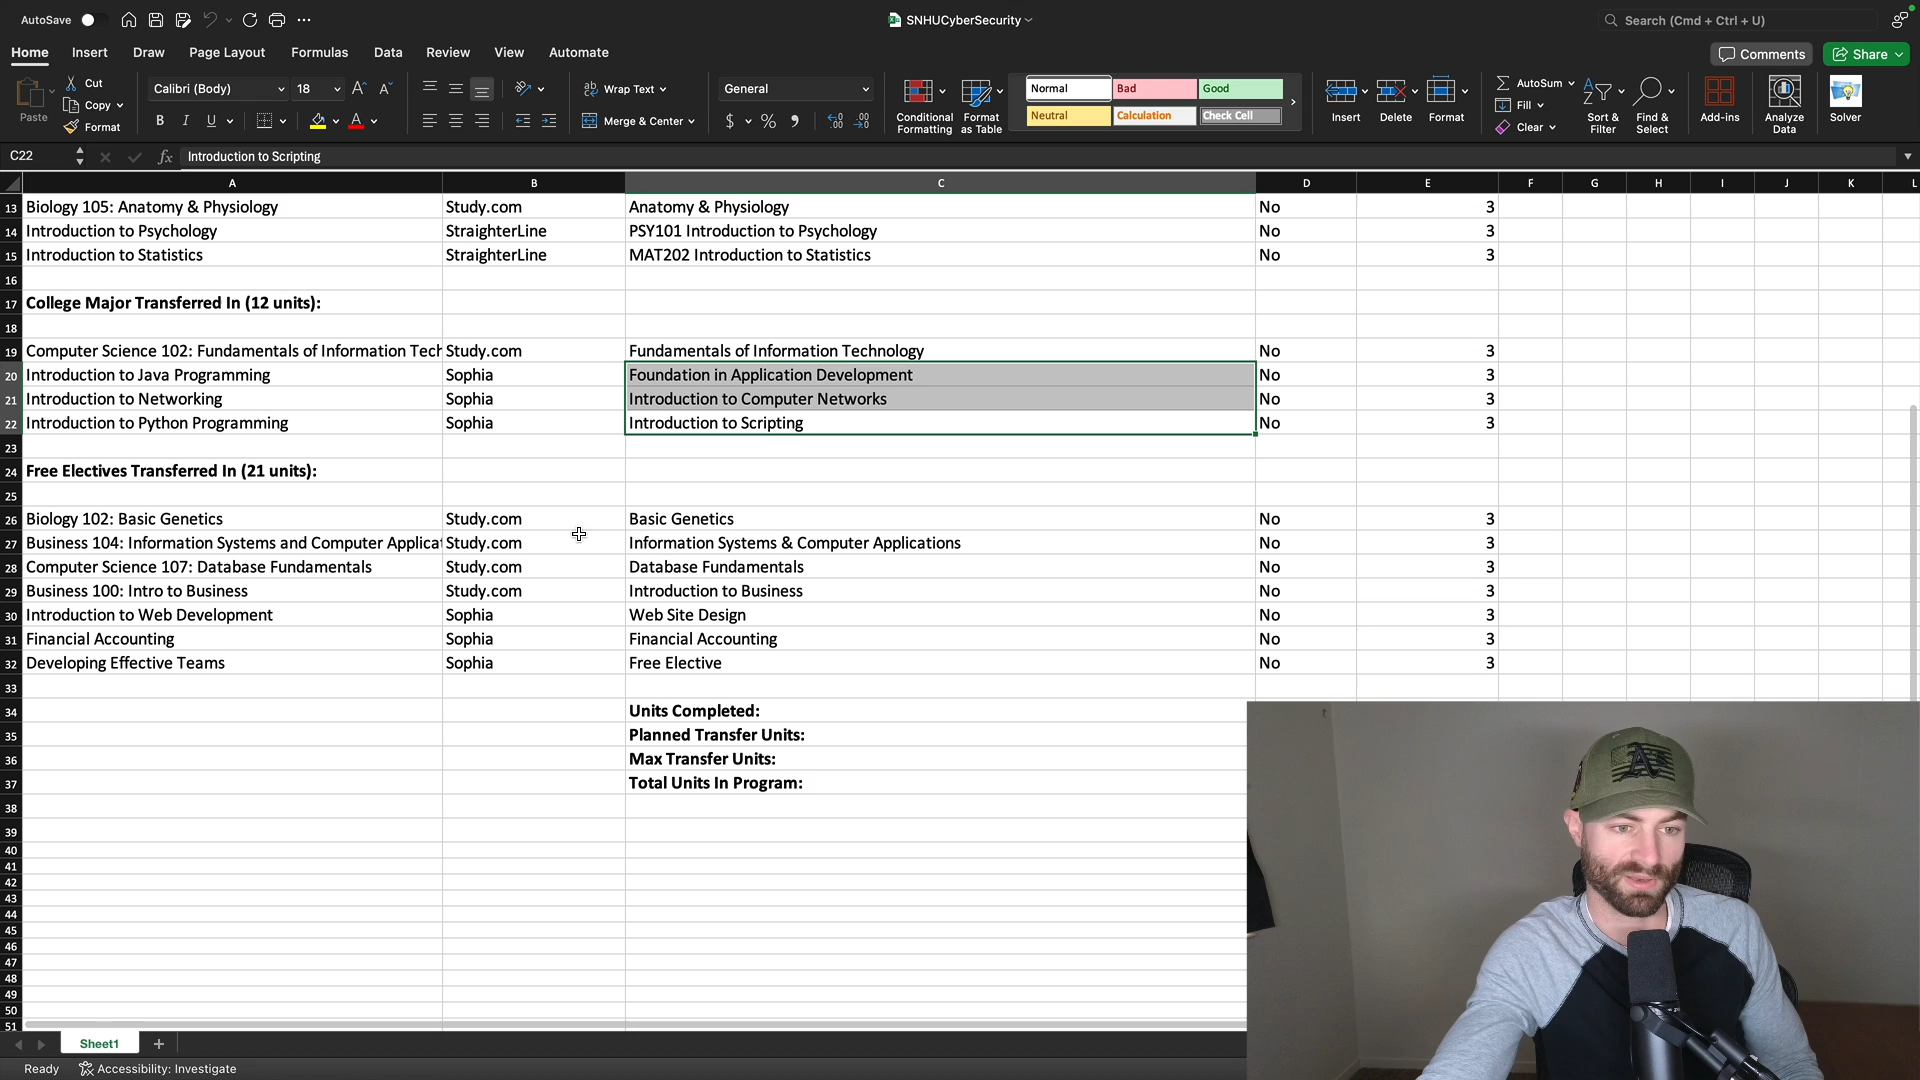 AutoSave
SNHUCyberSecurity
Search (Cmd + Ctrl + U)
Home Insert Draw Page Layout Formulas Data Review View Automate
Comments Share
Paste
Cut
Copy
Format
Calibri (Body) 18
B I U
Wrap Text
Merge & Center
General
$ %
Conditional Formatting
Format as Table
Normal Bad Good
Neutral Calculation Check Cell
Insert Delete Format
AutoSum
Fill
Clear
Sort & Filter
Find & Select
Add-ins
Analyze Data
Solver
C22 fx Introduction to Scripting
A B C D E F G H I J K L
13 Biology 105: Anatomy & Physiology Study.com Anatomy & Physiology No 3
14 Introduction to Psychology StraighterLine PSY101 Introduction to Psychology No 3
15 Introduction to Statistics StraighterLine MAT202 Introduction to Statistics No 3
16
17 College Major Transferred In (12 units):
18
19 Computer Science 102: Fundamentals of Information Tech Study.com Fundamentals of Information Technology No 3
20 Introduction to Java Programming Sophia Foundation in Application Development No 3
21 Introduction to Networking Sophia Introduction to Computer Networks No 3
22 Introduction to Python Programming Sophia Introduction to Scripting No 3
23
24 Free Electives Transferred In (21 units):
25
26 Biology 102: Basic Genetics Study.com Basic Genetics No 3
27 Business 104: Information Systems and Computer Applicat Study.com Information Systems & Computer Applications No 3
28 Computer Science 107: Database Fundamentals Study.com Database Fundamentals No 3
29 Business 100: Intro to Business Study.com Introduction to Business No 3
30 Introduction to Web Development Sophia Web Site Design No 3
31 Financial Accounting Sophia Financial Accounting No 3
32 Developing Effective Teams Sophia Free Elective No 3
33
34 Units Completed:
35 Planned Transfer Units:
36 Max Transfer Units:
37 Total Units In Program:
38
39
40
41
42
43
44
45
46
47
48
49
50
51
Sheet1
Ready Accessibility: Investigate